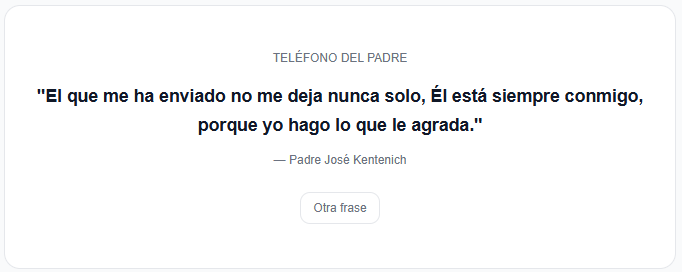 TELÉFONO DEL PADRE
"El que me ha enviado no me deja nunca solo, Él está siempre conmigo,
porque yo hago lo que le agrada."
— Padre José Kentenich
Otra frase